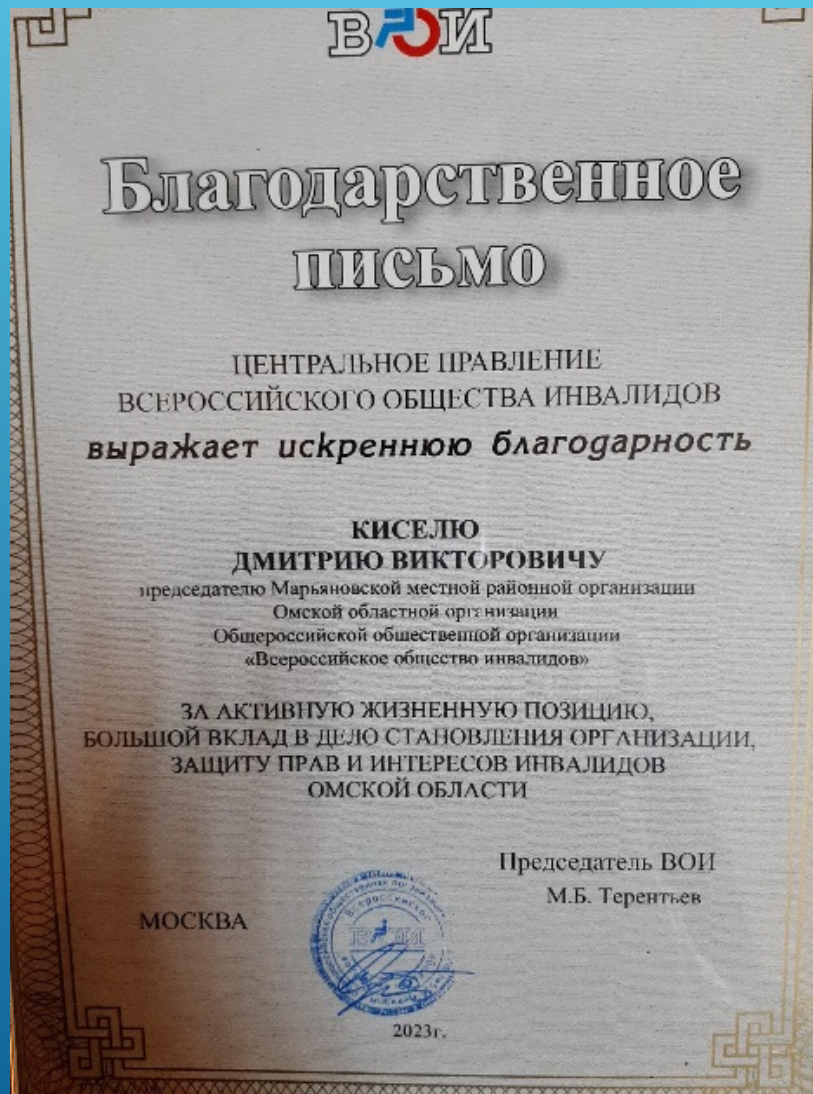 ВОИ
Благодарственное
письмо
ЦЕНТРАЛЬНОЕ ПРАВЛЕНИЕ
ВСЕРОССИЙСКОГО ОБЩЕСТВА ИНВАЛИДОВ
выражает искреннюю благодарность
КИСЕЛЮ
ДМИТРИЮ ВИКТОРОВИЧУ
председателю Марьяновской местной районной организации
Омской областной организации
Общероссийской общественной организации
«Всероссийское общество инвалидов»
ЗА АКТИВНУЮ ЖИЗНЕННУЮ ПОЗИЦИЮ,
БОЛЬШОЙ ВКЛАД В ДЕЛО СТАНОВЛЕНИЯ ОРГАНИЗАЦИИ,
ЗАЩИТУ ПРАВ И ИНТЕРЕСОВ ИНВАЛИДОВ
ОМСКОЙ ОБЛАСТИ
Председатель ВОИ
М.Б. Терентьев
МОСКВА
Всероссийское
ВОИ
2023г.